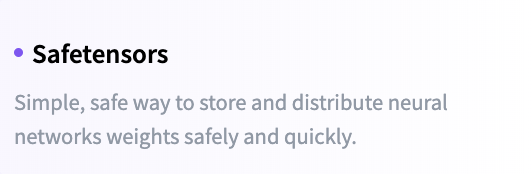 Safetensors
Simple, safe way to store and distribute neural
networks weights safely and quickly.